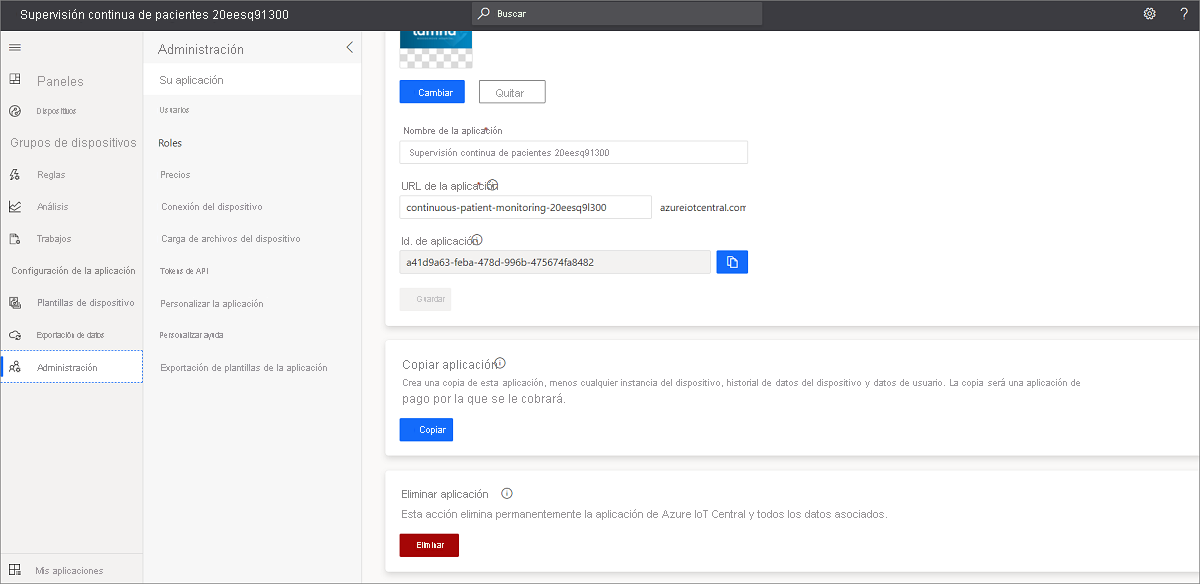 Supervisión continua de pacientes 20eesq91300
Buscar
?
Paneles
Dispositivos
Grupos de dispositivos
Reglas
Análisis
Trabajos
Configuración de la aplicación
Plantillas de dispositivo
Exportación de datos
Administración
Mis aplicaciones
Administración
Su aplicación
Usuarios
Roles
Precios
Conexión del dispositivo
Carga de archivos del dispositivo
Tokens de API
Personalizar la aplicación
Personalizar ayuda
Exportación de plantillas de la aplicación
Cambiar
Quitar
Nombre de la aplicación
Supervisión continua de pacientes 20eesq91300
URL de la aplicación
continuous-patient-monitoring-20eesq9l300
azureiotcentral.com
Id. de aplicación
a41d9a63-feba-478d-996b-475674fa8482
Guardar
Copiar aplicación
Crea una copia de esta aplicación, menos cualquier instancia del dispositivo, historial de datos del dispositivo y datos de usuario. La copia será una aplicación de
pago por la que se le cobrará.
Copiar
Eliminar aplicación
Esta acción elimina permanentemente la aplicación de Azure IoT Central y todos los datos asociados.
Eliminar